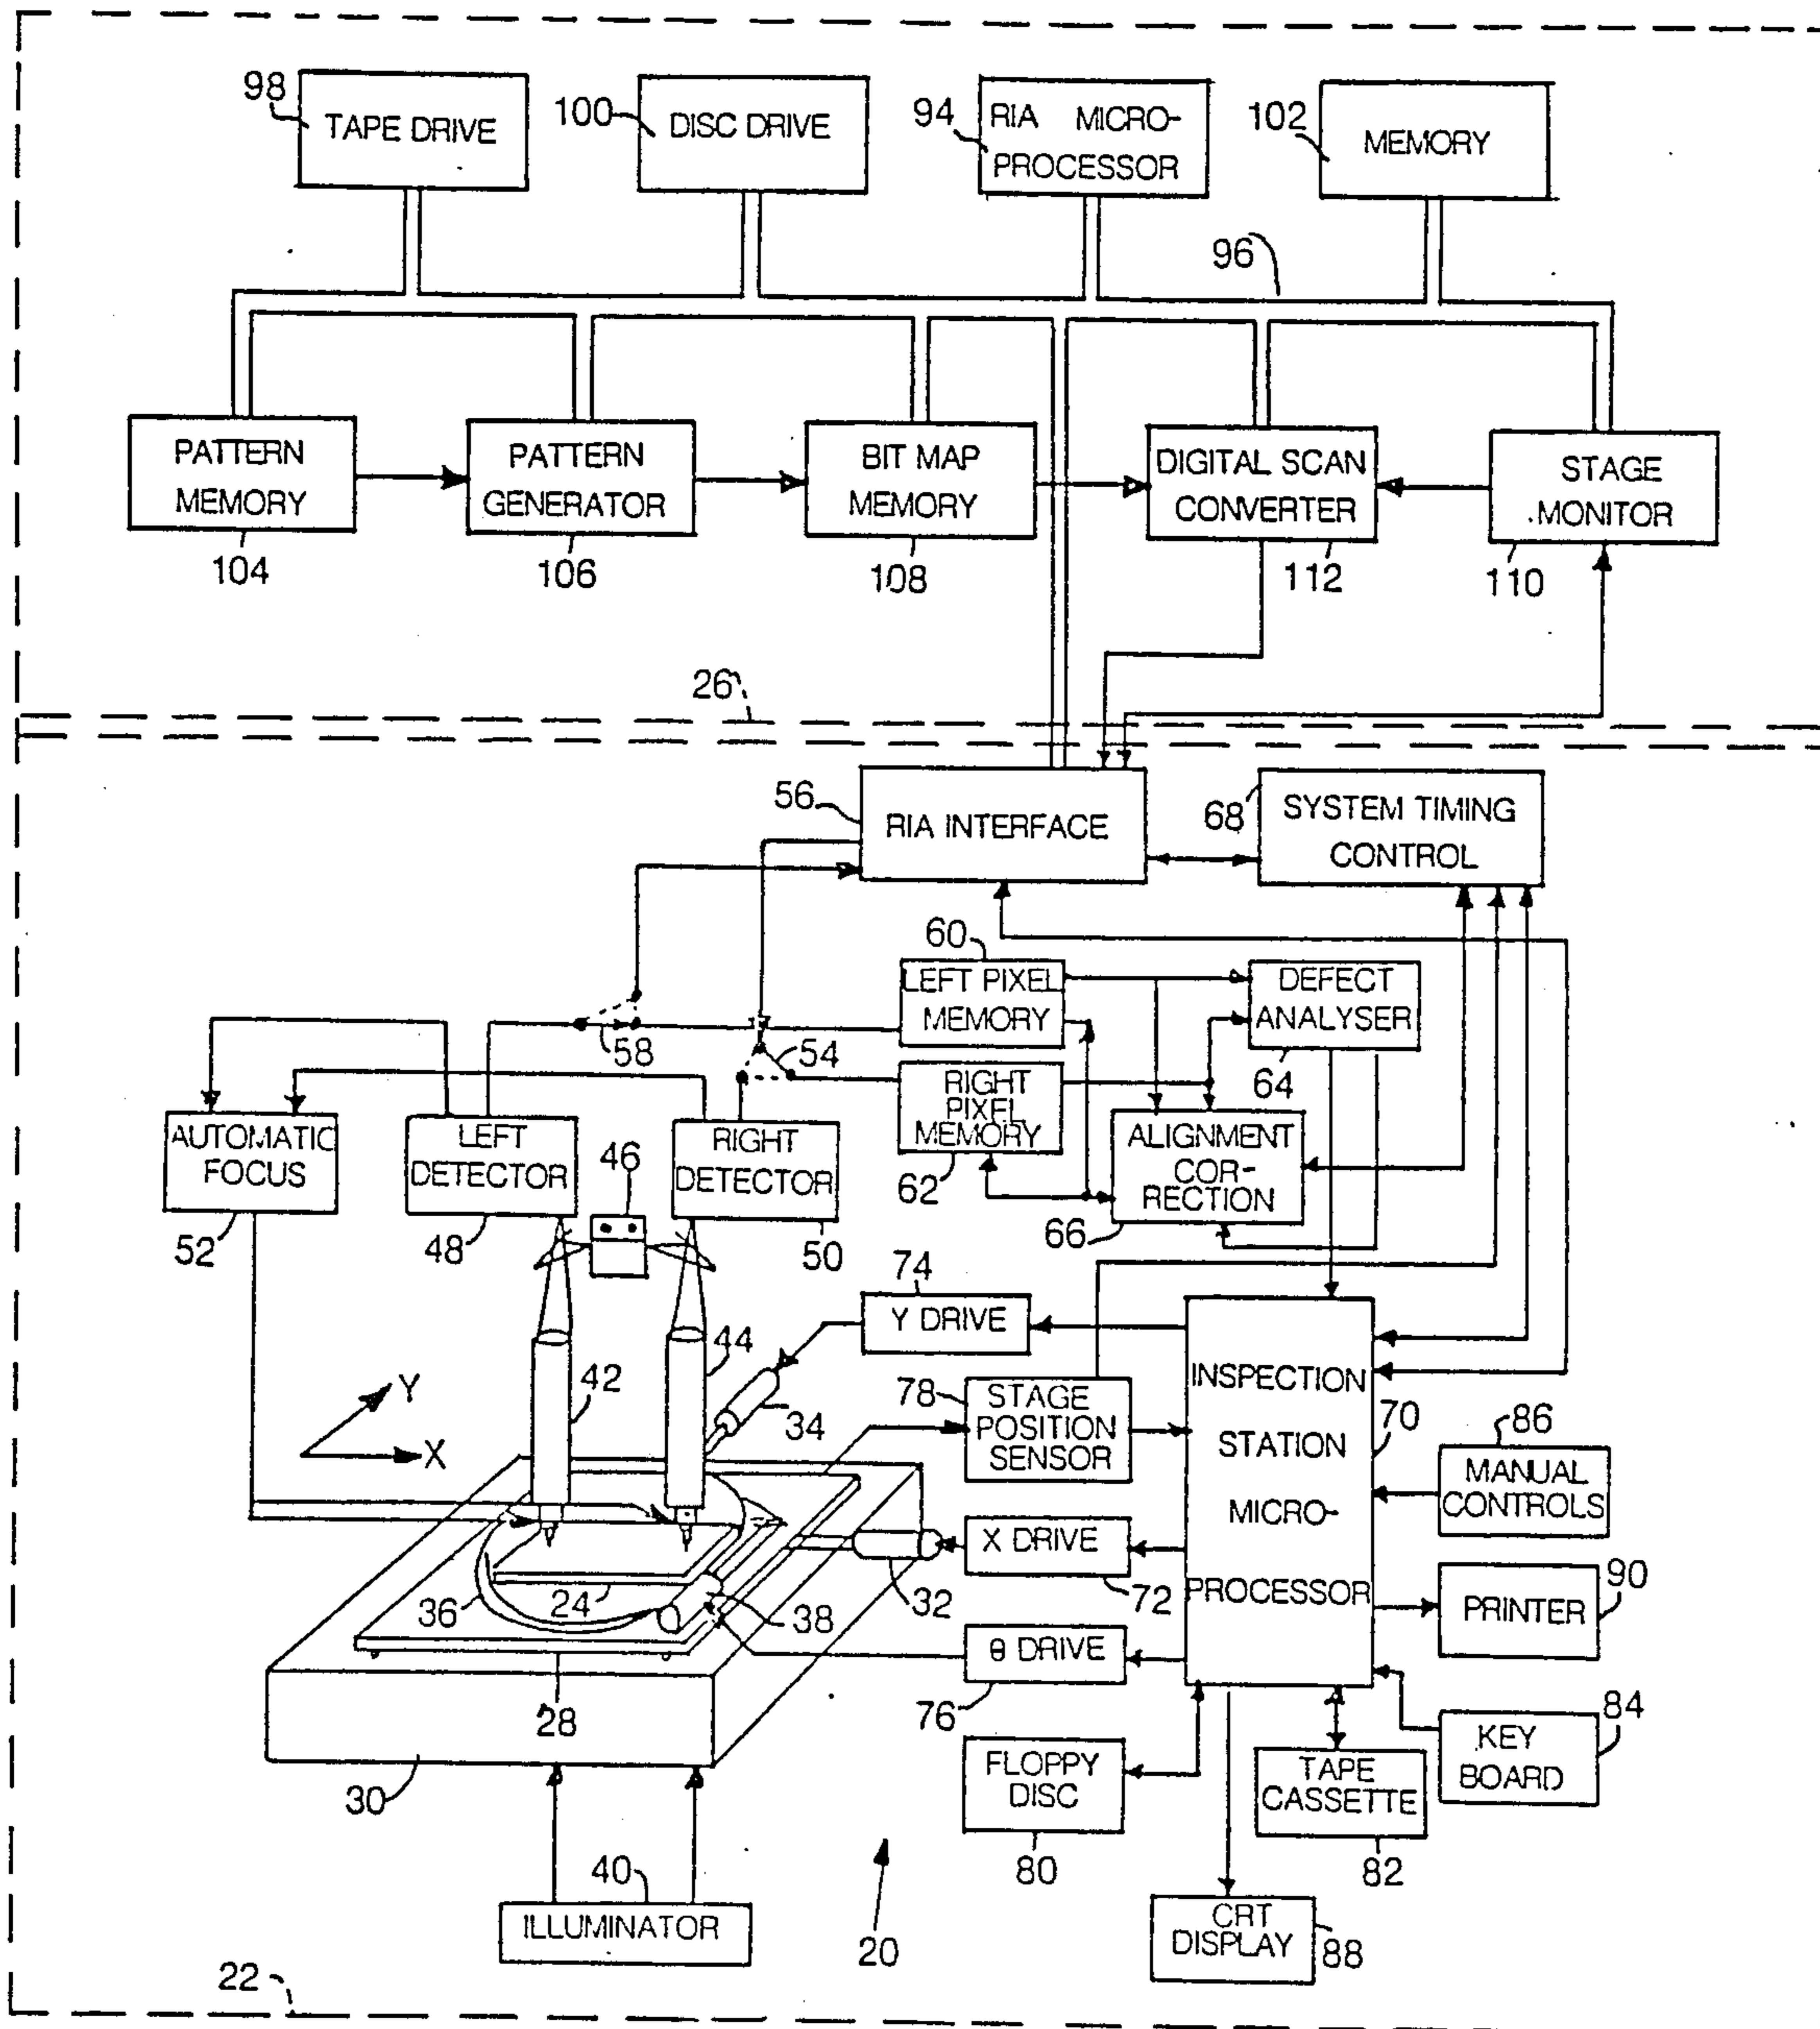 98
TAPE DRIVE
100
DISC DRIVE
94
RIA MICRO-
PROCESSOR
102
MEMORY
96
PATTERN
MEMORY
104
PATTERN
GENERATOR
106
BIT MAP
MEMORY
108
DIGITAL SCAN
CONVERTER
112
STAGE
MONITOR
110
26
56
RIA INTERFACE
68
SYSTEM TIMING
CONTROL
60
LEFT PIXEL
MEMORY
DEFECT
ANALYSER
64
58
54
RIGHT
PIXEL
MEMORY
62
ALIGNMENT
COR-
RECTION
66
AUTOMATIC
FOCUS
52
LEFT
DETECTOR
48
46
RIGHT
DETECTOR
50
74
Y DRIVE
44
42
Y
X
34
78
STAGE
POSITION
SENSOR
INSPECTION
STATION
MICRO-
PROCESSOR
70
86
MANUAL
CONTROLS
X DRIVE
72
32
36
24
38
90
PRINTER
θ DRIVE
76
28
30
FLOPPY
DISC
80
TAPE
CASSETTE
82
KEY
BOARD
84
40
ILLUMINATOR
20
CRT
DISPLAY
88
22